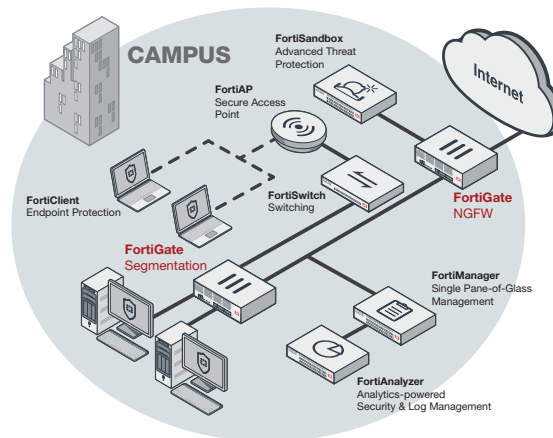 CAMPUS
FortiSandbox
Advanced Threat
Protection
Internet
FortiAP
Secure Access
Point
FortiClient
Endpoint Protection
FortiSwitch
Switching
FortiGate
NGFW
FortiGate
Segmentation
FortiManager
Single Pane-of-Glass
Management
FortiAnalyzer
Analytics-powered
Security & Log Management